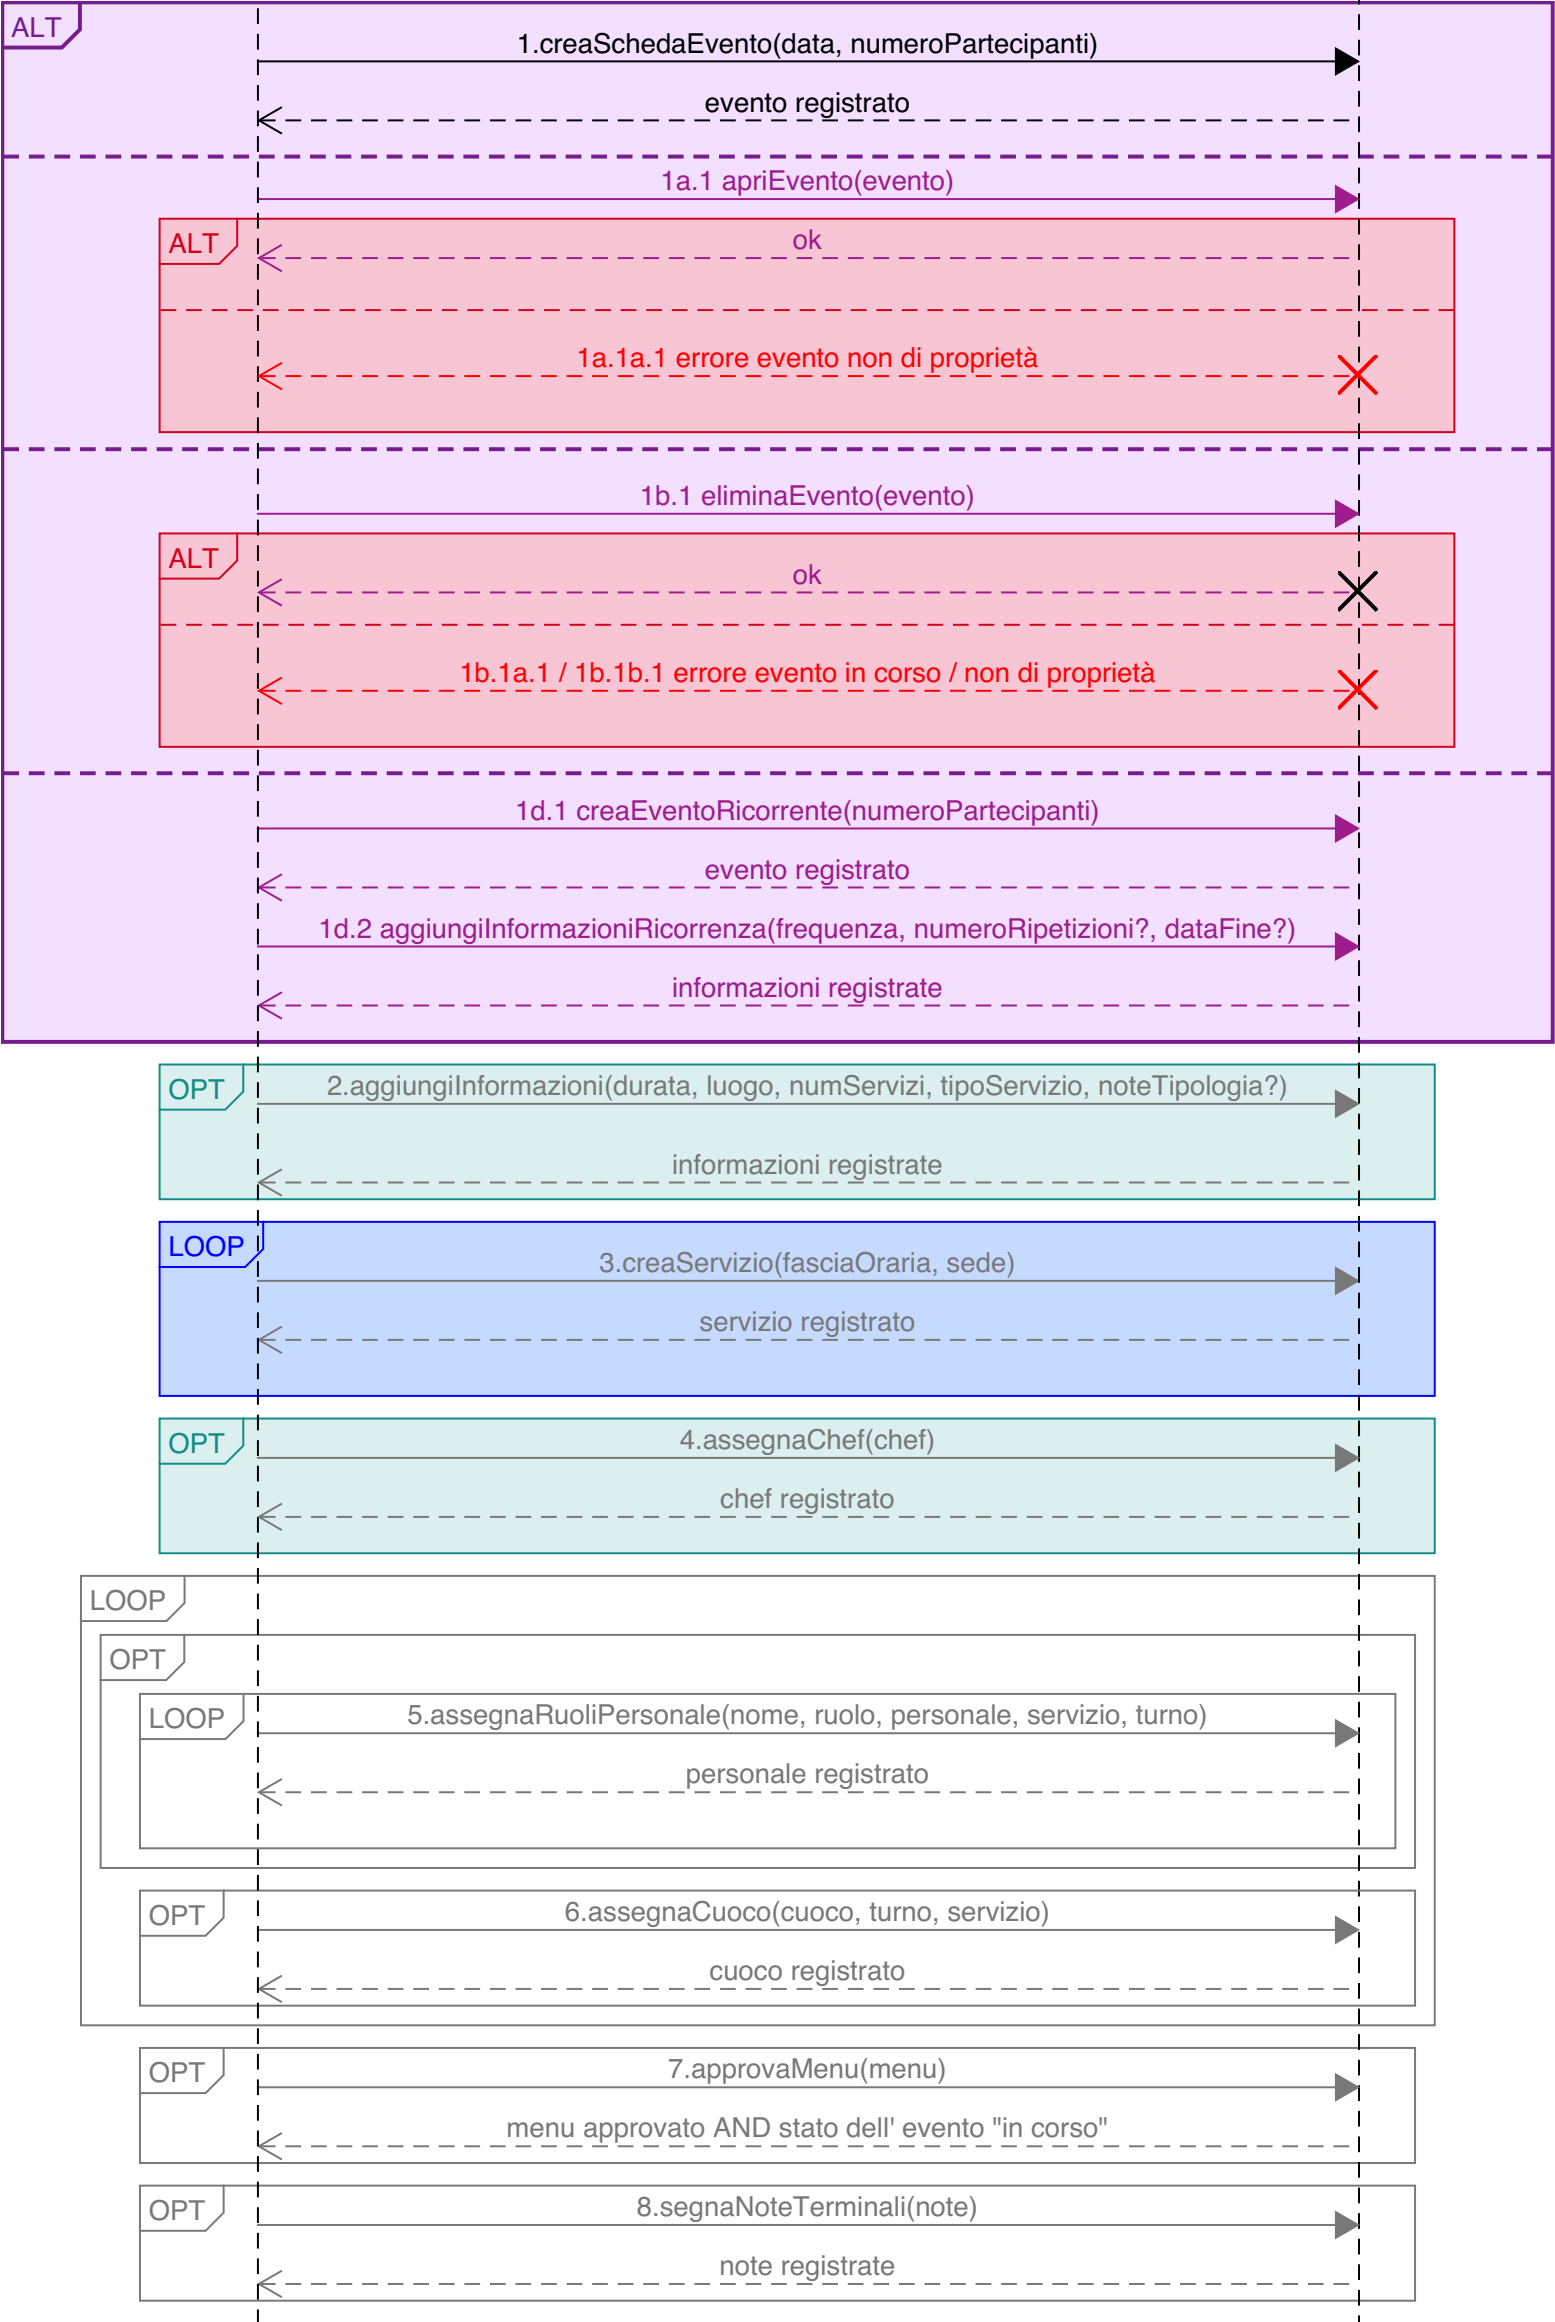 ALT
1.creaSchedaEvento(data, numeroPartecipanti)
evento registrato
1a.1 apriEvento(evento)
ALT
ok
1a.1a.1 errore evento non di proprietà
1b.1 eliminaEvento(evento)
ALT
ok
1b.1a.1 / 1b.1b.1 errore evento in corso / non di proprietà
1d.1 creaEventoRicorrente(numeroPartecipanti)
evento registrato
1d.2 aggiungiInformazioniRicorrenza(frequenza, numeroRipetizioni?, dataFine?)
informazioni registrate
OPT
2.aggiungiInformazioni(durata, luogo, numServizi, tipoServizio, noteTipologia?)
informazioni registrate
LOOP
3.creaServizio(fasciaOraria, sede)
servizio registrato
OPT
4.assegnaChef(chef)
chef registrato
LOOP
OPT
LOOP
5.assegnaRuoliPersonale(nome, ruolo, personale, servizio, turno)
personale registrato
OPT
6.assegnaCuoco(cuoco, turno, servizio)
cuoco registrato
OPT
7.approvaMenu(menu)
menu approvato AND stato dell' evento "in corso"
OPT
8.segnaNoteTerminali(note)
note registrate